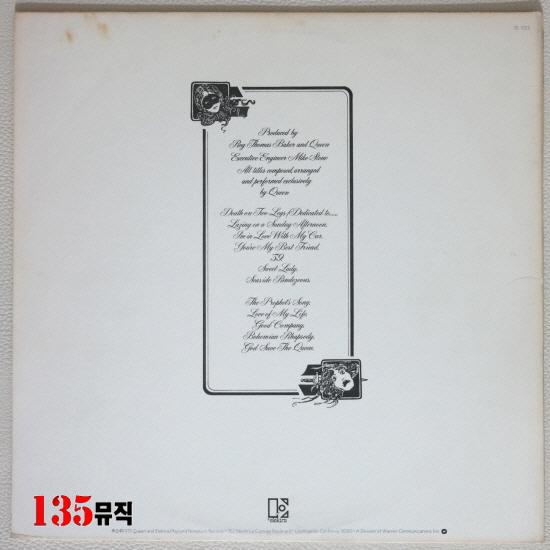 Produced by
Roy Thomas Baker and Queen
Executive Engineer Mike Stone
All titles composed, arranged
and performed exclusively
by Queen
Death on Two Legs (Dedicated to.....
Lazing on a Sunday Afternoon.
I'm in Love With My Car.
You're My Best Friend.
'39.
Sweet Lady.
Seaside Rendezvous.
The Prophet's Song.
Love of My Life.
Good Company.
Bohemian Rhapsody.
God Save The Queen.
elektra
135뮤직